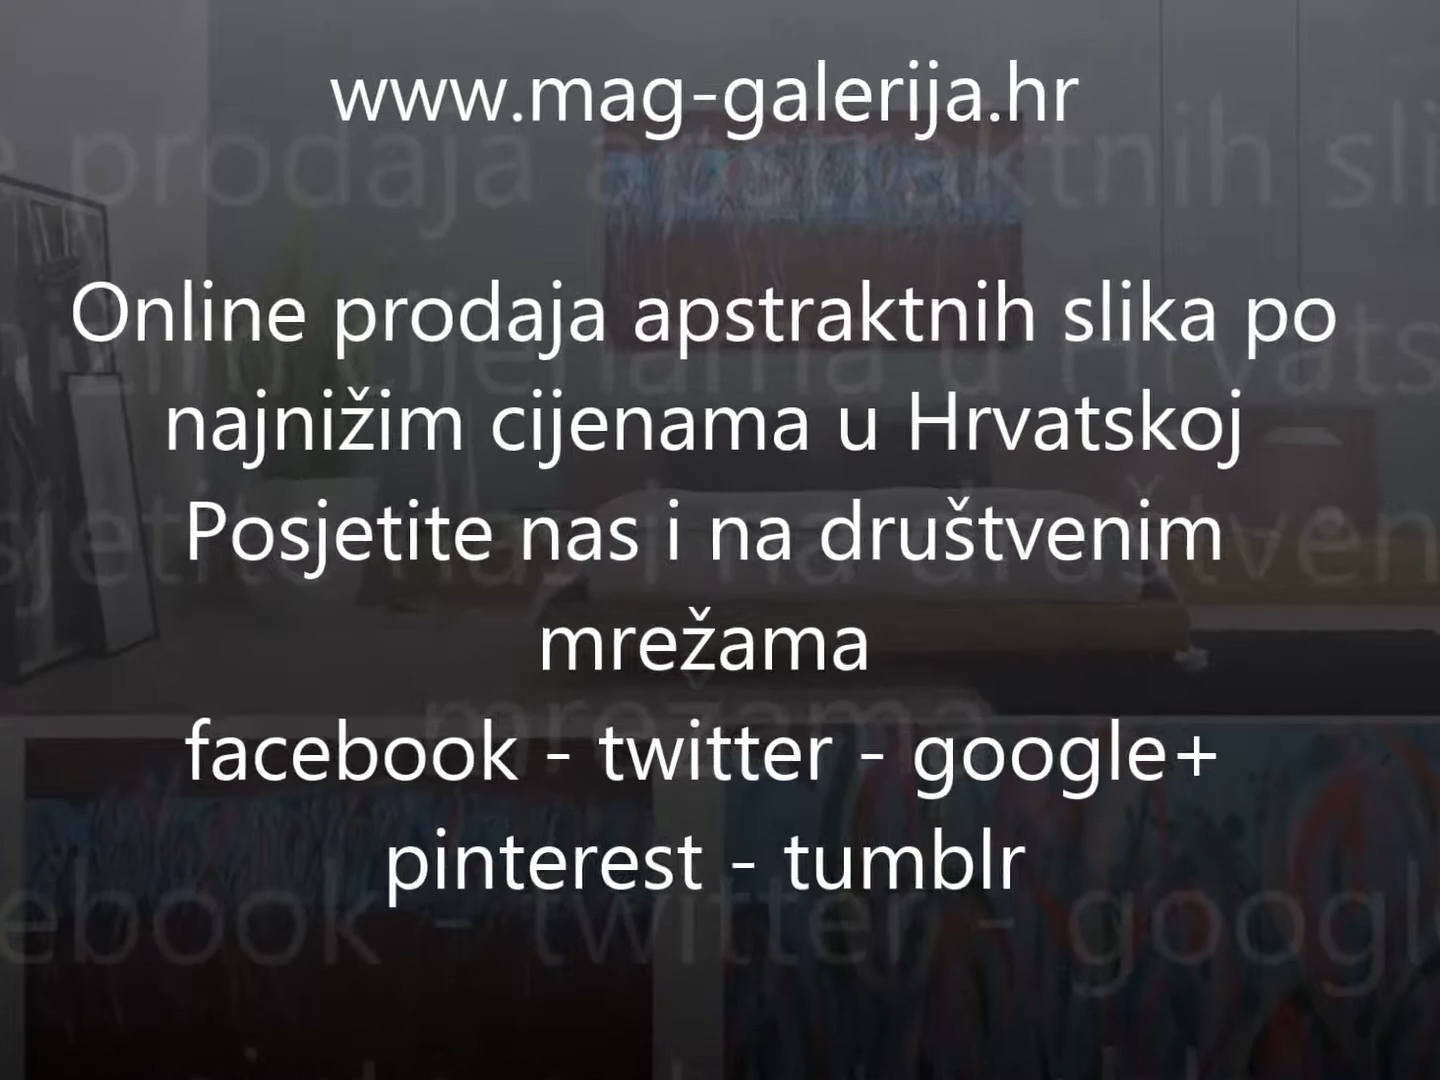 www.mag-galerija.hr
Online prodaja apstraktnih slika po
najnižim cijenama u Hrvatskoj
Posjetite nas i na društvenim
mrežama
facebook - twitter - google+
pinterest - tumblr